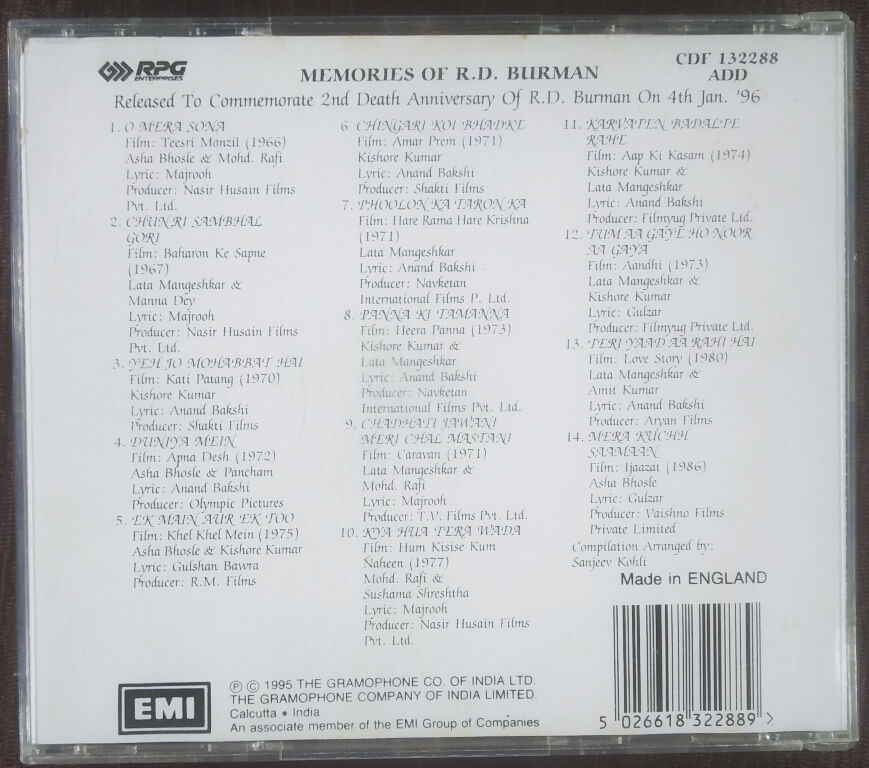 RPG
ENTERPRISES
MEMORIES OF R.D. BURMAN
CDF 132288
ADD
Released To Commemorate 2nd Death Anniversary Of R.D. Burman On 4th Jan. '96
1. O MERA SONA
Film: Teesri Monzil (1966)
Asha Bhosle & Mohd. Rafi
Lyric: Majrooh
Producer: Nasir Husain Films
Pvt. Ltd.
2. CHUNRI SAMBHAL
GORI
Film: Baharon Ke Sapne
(1967)
Lata Mangeshkar &
Manna Dey
Lyric: Majrooh
Producer: Nasir Husain Films
Pvt. Ltd.
3. YEH JO MOHABBAT HAI
Film: Kati Patang (1970)
Kishore Kumar
Lyric: Anand Bakshi
Producer: Shakti Films
4. DUNIYA MEIN
Film: Apna Desh (1972)
Asha Bhosle & Pancham
Lyric: Anand Bakshi
Producer: Olympic Pictures
5. EK MAIN AUR EK TOO
Film: Khel Khel Mein (1975)
Asha Bhosle & Kishore Kumar
Lyric: Gulshan Bawra
Producer: R.M. Films
6 CHINGARI KOI BHADKE
Film: Amar Prem (1971)
Kishore Kumar
Lyric: Anand Bakshi
Producer: Shakti Films
7. PHOOLON KA TARON KA
Film: Hare Rama Hare Krishna
(1971)
Lata Mangeshkar
Lyric: Anand Bakshi
Producer: Navketan
International Films P. Ltd.
8. PANNA KI TAMANNA
Film: Heera Panna (1973)
Kishore Kumar &
Lata Mangeshkar
Lyric: Anand Bakshi
Producer: Navketan
International Films Pvt. Ltd.
9. CHADHATI JAWANI
MERI CHAL MASTANI
Film: Caravan (1971)
Lata Mangeshkar &
Mohd. Rafi
Lyric: Majrooh
Producer: T.V. Films Pvt. Ltd.
10. KYA HUA TERA WADA
Film: Hum Kisise Kum
Naheen (1977)
Mohd. Rafi &
Sushama Shreshtha
Lyric: Majrooh
Producer: Nasir Husain Films
Pvt. Ltd.
11. KARVATEN BADALTE
RAHE
Film: Aap Ki Kasam (1974)
Kishore Kumar &
Lata Mangeshkar
Lyric: Anand Bakshi
Producer: Filmyug Private Ltd.
12. TUM AA GAYE HO NOOR
AA GAYA
Film: Aandhi (1973)
Lata Mangeshkar &
Kishore Kumar
Lyric: Gulzar
Producer: Filmyug Private Ltd.
13. TERI YAAD AA RAHI HAI
Film: Love Story (1980)
Lata Mangeshkar &
Amit Kumar
Lyric: Anand Bakshi
Producer: Aryan Films
14. MERA KUCHH
SAAMAAN
Film: Ijaazat (1986)
Asha Bhosle
Lyric: Gulzar
Producer: Vaishno Films
Private Limited
Compilation Arranged by:
Sanjeev Kohli
Made in ENGLAND
EMI
℗ © 1995 THE GRAMOPHONE CO. OF INDIA LTD.
THE GRAMOPHONE COMPANY OF INDIA LIMITED.
Calcutta • India
An associate member of the EMI Group of Companies
5 026618 322889 >